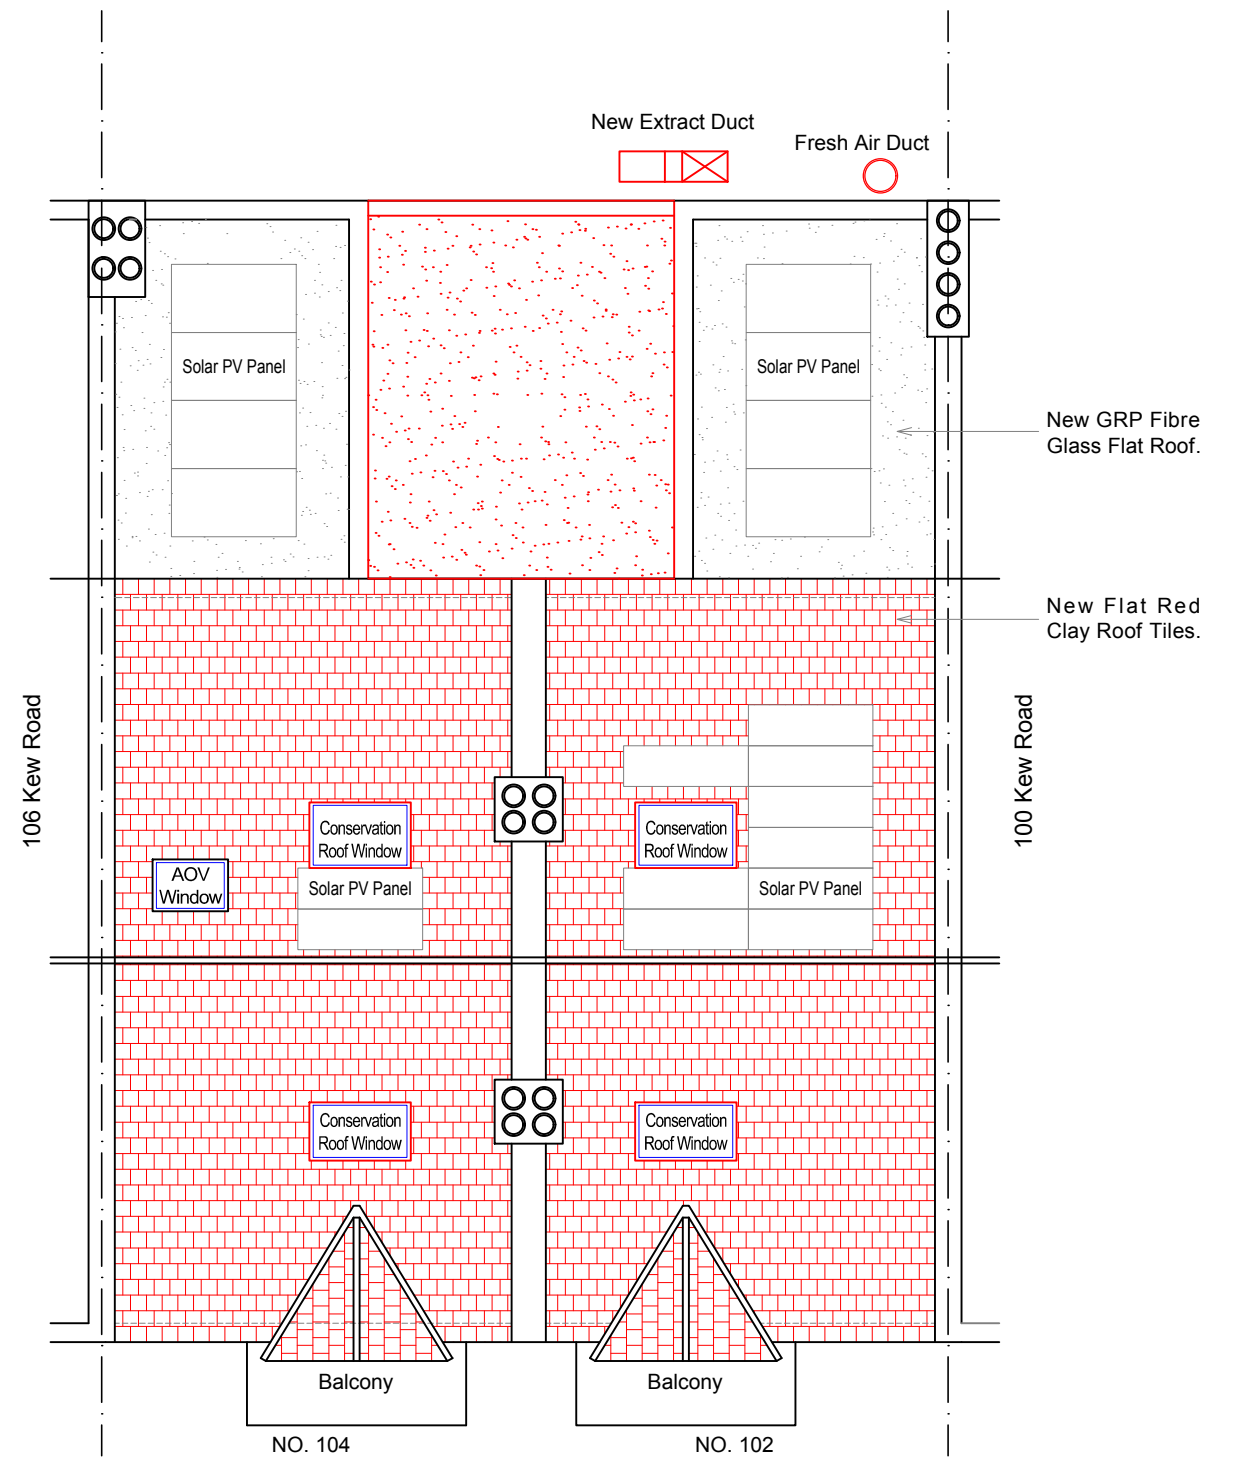 New Extract Duct
Fresh Air Duct
Solar PV Panel
Solar PV Panel
New GRP Fibre
Glass Flat Roof.
New Flat Red
Clay Roof Tiles.
106 Kew Road
100 Kew Road
Conservation
Roof Window
Conservation
Roof Window
AOV
Window
Solar PV Panel
Solar PV Panel
Conservation
Roof Window
Conservation
Roof Window
Balcony
Balcony
NO. 104
NO. 102